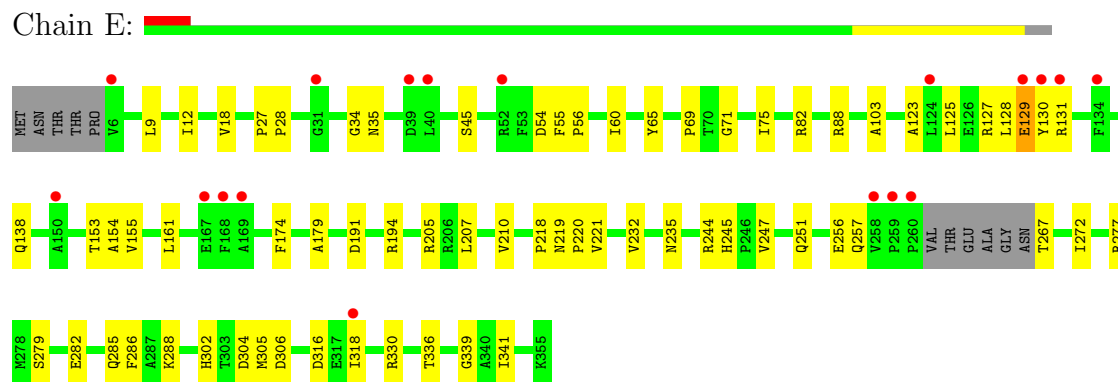 Chain E:
MET ASN THR THR PRO V6 L9 I12 V18 P27 P28 G31 G34 N35 D39 L40 S45 R52 F53 D54 F55 P56 I60 Y65 P69 T70 G71 I75 R82 R88 A103 A123 L124 L125 E126 R127 L128 E129 Y130 R131 F134
Q138 A150 T153 A154 V155 L161 E167 F168 A169 F174 A179 D191 R194 R205 R206 L207 V210 P218 N219 P220 V221 V232 N235 R244 H245 P246 V247 Q251 E256 Q257 V258 P259 P260 VAL THR GLU ALA GLY ASN T267 I272
M278 S279 E282 Q285 F286 A287 K288 H302 T303 D304 M305 D306 D316 E317 I318 R330 T336 G339 A340 I341 K355